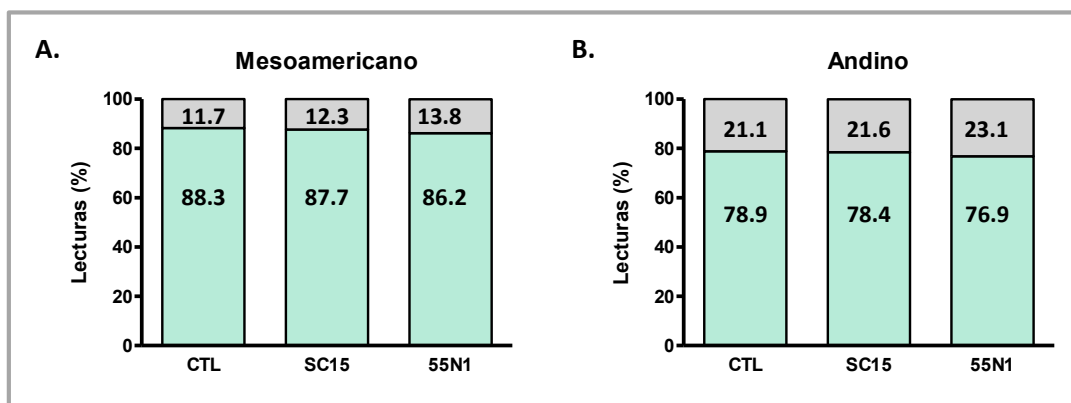 A.
Mesoamericano
Lecturas (%)
100
80
60
40
20
0
11.7
12.3
13.8
88.3
87.7
86.2
CTL
SC15
55N1
B.
Andino
Lecturas (%)
100
80
60
40
20
0
21.1
21.6
23.1
78.9
78.4
76.9
CTL
SC15
55N1